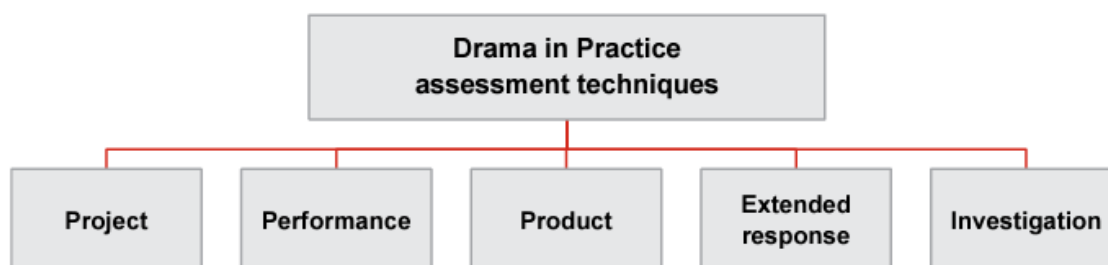 Drama in Practice
assessment techniques
Project
Performance
Product
Extended
response
Investigation